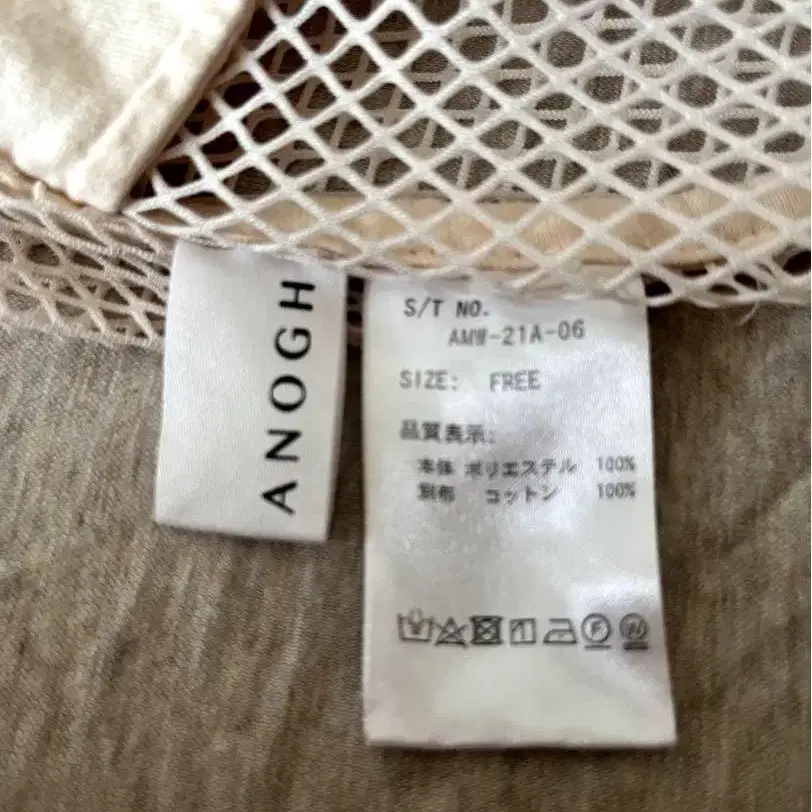 ANOGH
S/T NO.
AMW-21A-06
SIZE: FREE
品質表示:
本体 ポリエステル 100%
別布 コットン 100%
F W